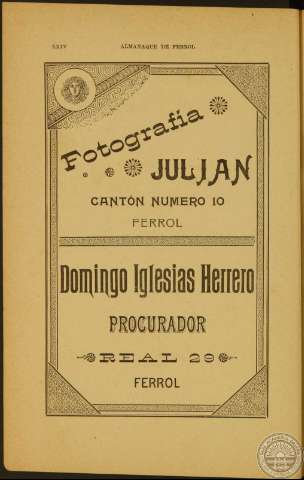 XXIV ALMANAQUE DE FERROL
Fotografía
JULIAN
CANTÓN NUMERO 10
FERROL
Domingo Iglesias Herrero
PROCURADOR
REAL 29
FERROL